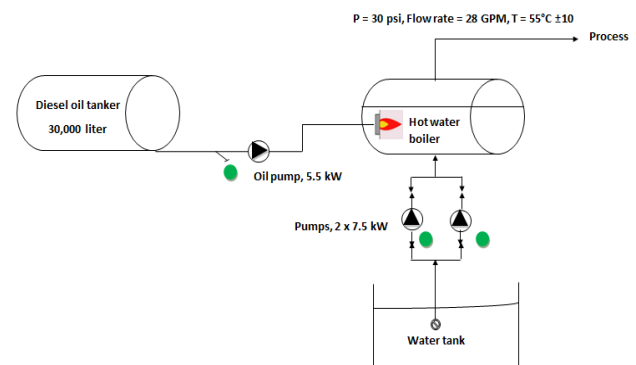 P = 30 psi, Flow rate = 28 GPM, T = 55°C ±10
Process
Diesel oil tanker
30,000 liter
Hot water
boiler
Oil pump, 5.5 kW
Pumps, 2 x 7.5 kW
Water tank